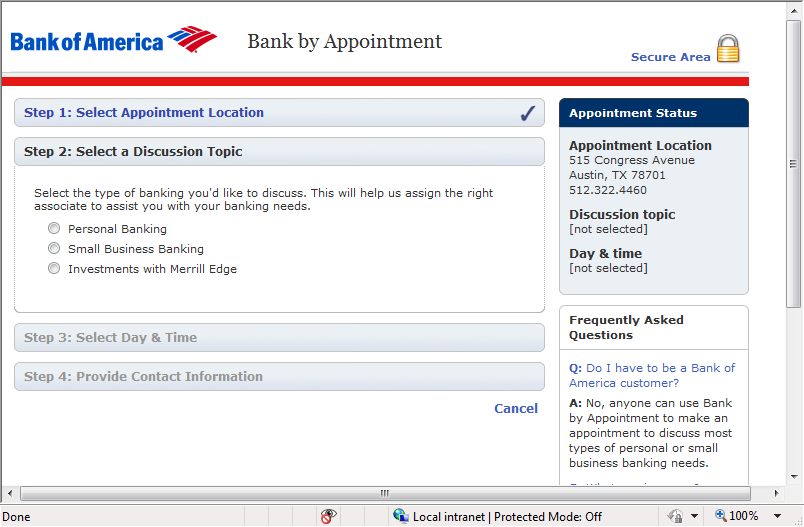 Bank of America
Bank by Appointment
Secure Area
Step 1: Select Appointment Location
Step 2: Select a Discussion Topic
Select the type of banking you'd like to discuss. This will help us assign the right
associate to assist you with your banking needs.
Personal Banking
Small Business Banking
Investments with Merrill Edge
Step 3: Select Day & Time
Step 4: Provide Contact Information
Cancel
Appointment Status
Appointment Location
515 Congress Avenue
Austin, TX 78701
512.322.4460
Discussion topic
[not selected]
Day & time
[not selected]
Frequently Asked
Questions
Q: Do I have to be a Bank of
America customer?
A: No, anyone can use Bank
by Appointment to make an
appointment to discuss most
types of personal or small
business banking needs.
Done
Local intranet | Protected Mode: Off
100%